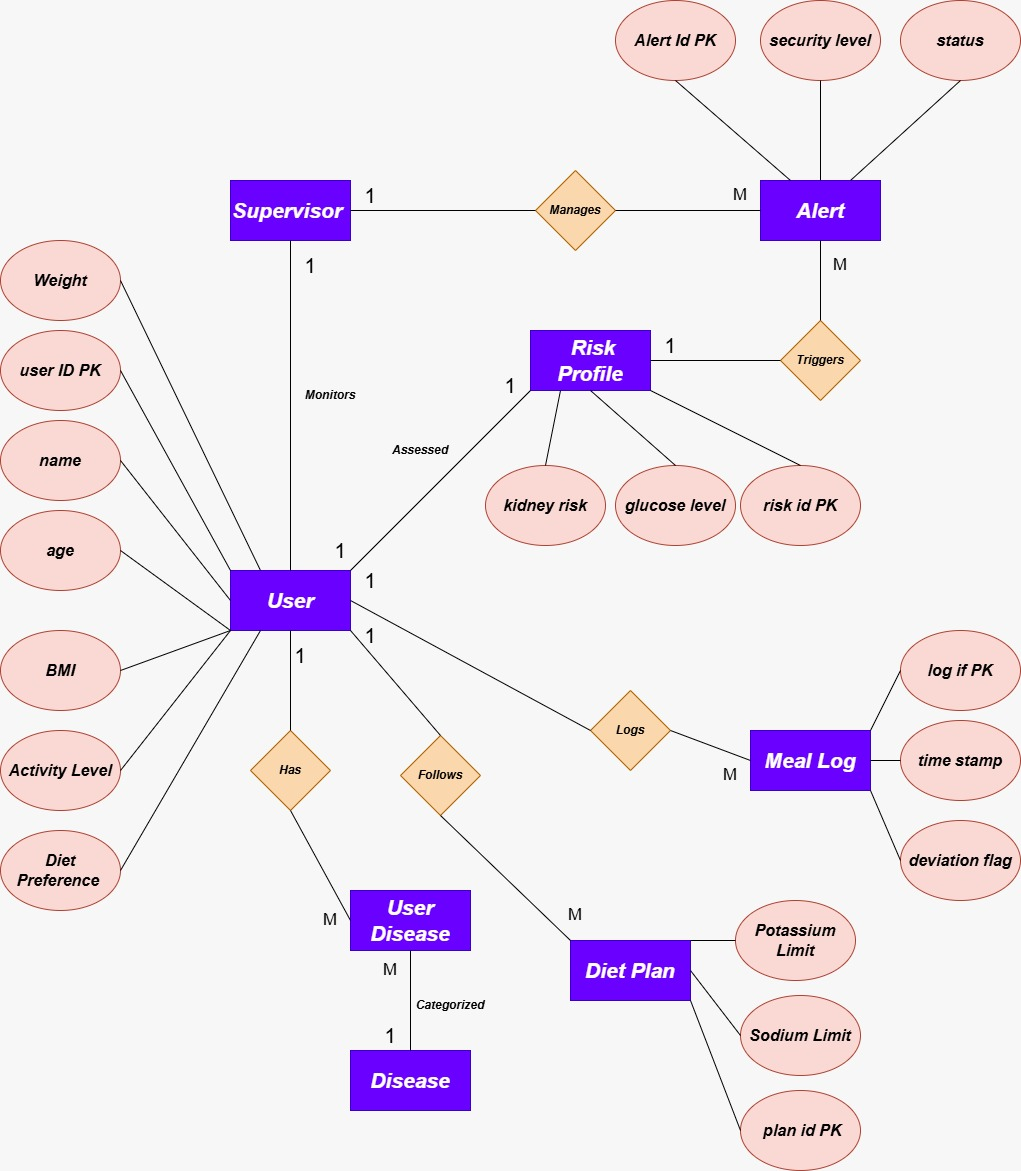 Alert Id PK
security level
status
Supervisor
1
Manages
M
Alert
1
M
Weight
user ID PK
name
age
BMI
Activity Level
Diet
Preference
Monitors
Risk
Profile
1
Triggers
1
Assessed
kidney risk
glucose level
risk id PK
1
User
1
1
1
Has
Follows
Logs
M
Meal Log
log if PK
time stamp
deviation flag
M
User
Disease
M
Categorized
1
Disease
M
Diet Plan
Potassium
Limit
Sodium Limit
plan id PK